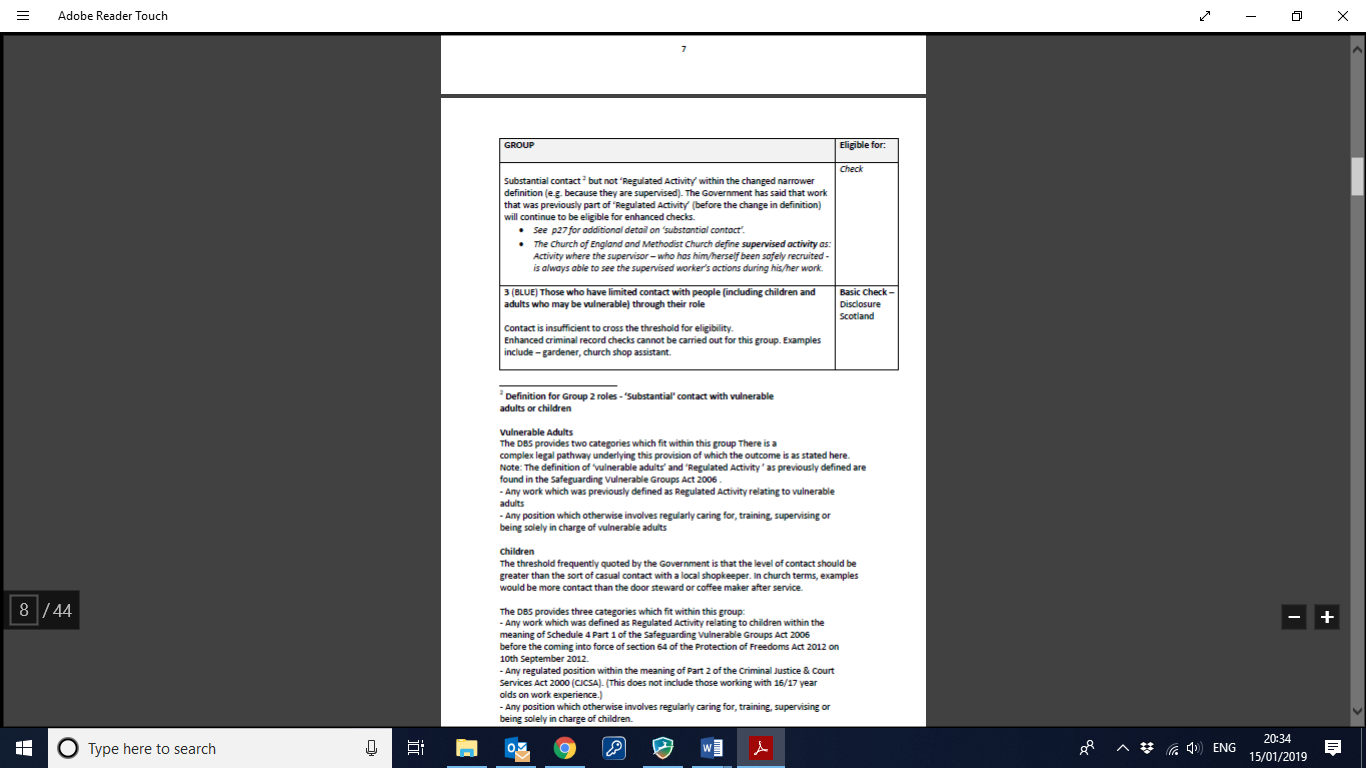 Adobe Reader Touch
7
GROUP
Eligible for:
Check
Substantial contact 2 but not 'Regulated Activity' within the changed narrower
definition (e.g. because they are supervised). The Government has said that work
that was previously part of 'Regulated Activity' (before the change in definition)
will continue to be eligible for enhanced checks.
• See p27 for additional detail on 'substantial contact'.
• The Church of England and Methodist Church define supervised activity as:
Activity where the supervisor – who has him/herself been safely recruited -
is always able to see the supervised worker's actions during his/her work.
3 (BLUE) Those who have limited contact with people (including children and
adults who may be vulnerable) through their role
Contact is insufficient to cross the threshold for eligibility.
Enhanced criminal record checks cannot be carried out for this group. Examples
include – gardener, church shop assistant.
Basic Check –
Disclosure
Scotland
2 Definition for Group 2 roles - 'Substantial' contact with vulnerable
adults or children
Vulnerable Adults
The DBS provides two categories which fit within this group There is a
complex legal pathway underlying this provision of which the outcome is as stated here.
Note: The definition of 'vulnerable adults' and 'Regulated Activity ' as previously defined are
found in the Safeguarding Vulnerable Groups Act 2006 .
- Any work which was previously defined as Regulated Activity relating to vulnerable
adults
- Any position which otherwise involves regularly caring for, training, supervising or
being solely in charge of vulnerable adults
Children
The threshold frequently quoted by the Government is that the level of contact should be
greater than the sort of casual contact with a local shopkeeper. In church terms, examples
would be more contact than the door steward or coffee maker after service.
The DBS provides three categories which fit within this group:
- Any work which was defined as Regulated Activity relating to children within the
meaning of Schedule 4 Part 1 of the Safeguarding Vulnerable Groups Act 2006
before the coming into force of section 64 of the Protection of Freedoms Act 2012 on
10th September 2012.
- Any regulated position within the meaning of Part 2 of the Criminal Justice & Court
Services Act 2000 (CJCSA). (This does not include those working with 16/17 year
olds on work experience.)
- Any position which otherwise involves regularly caring for, training, supervising or
being solely in charge of children.
8 / 44
Type here to search
ENG
20:34
15/01/2019